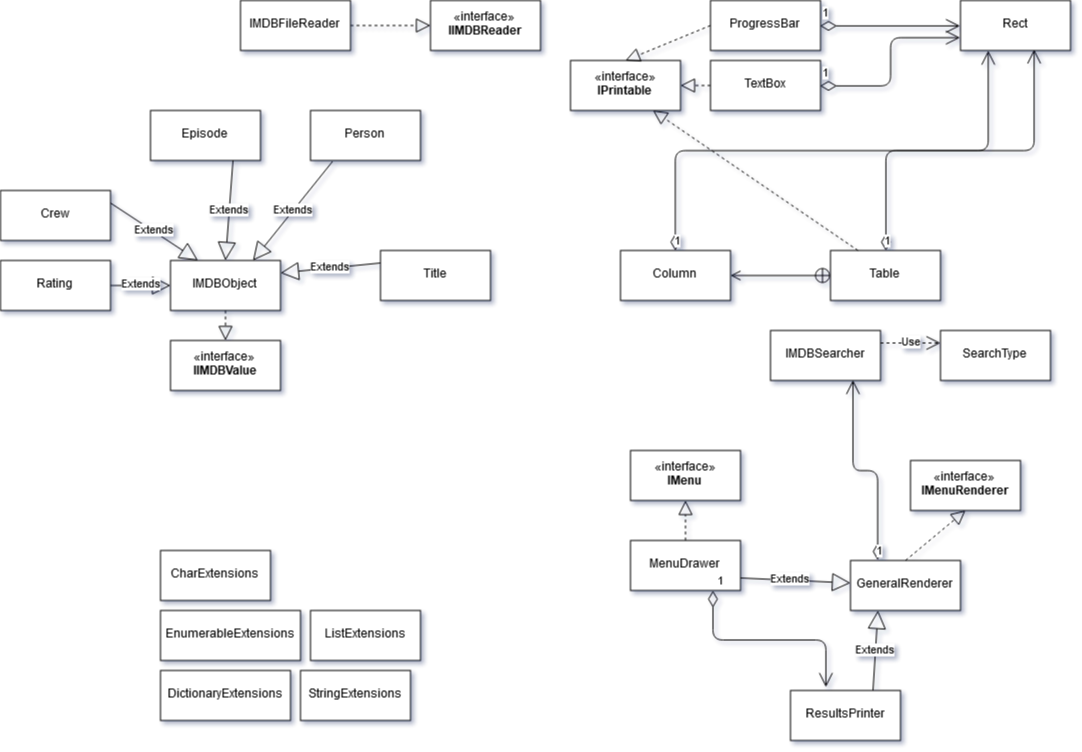 IMDBFileReader
«interface»
IIMDBReader
ProgressBar
1
Rect
«interface»
IPrintable
TextBox
1
Episode
Person
Crew
Extends
Extends
Extends
Rating
Extends
IMDBObject
Extends
Title
«interface»
IIMDBValue
1
1
Column
Table
IMDBSearcher
Use
SearchType
«interface»
IMenu
«interface»
IMenuRenderer
MenuDrawer
1
Extends
1
GeneralRenderer
Extends
ResultsPrinter
CharExtensions
EnumerableExtensions
ListExtensions
DictionaryExtensions
StringExtensions